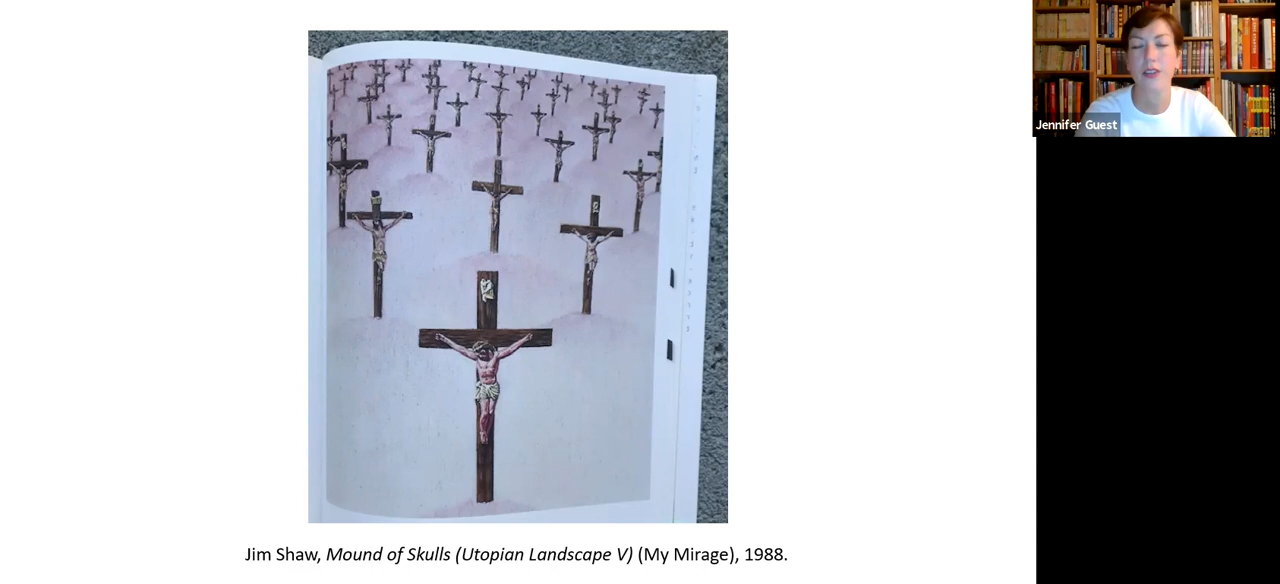 Jennifer Guest
Jim Shaw, Mound of Skulls (Utopian Landscape V) (My Mirage), 1988.